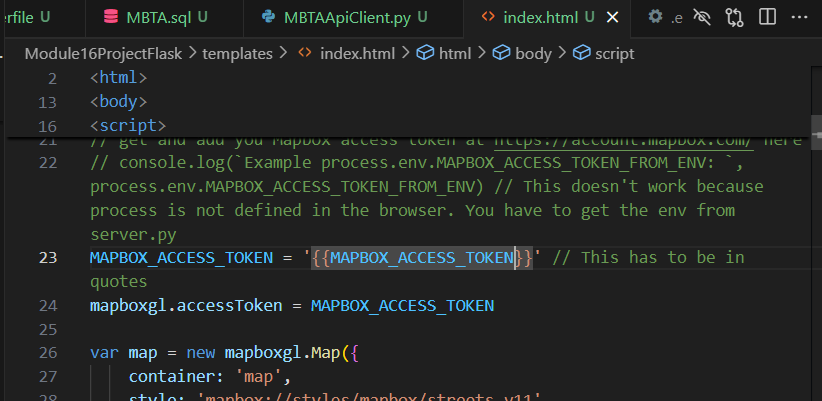 erfile U MBTA.sql U MBTAApiClient.py U index.html U .e
Module16ProjectFlask > templates > index.html > html > body > script
2 <html>
13 <body>
16 <script>
21 // get and add you Mapbox access token at https://account.mapbox.com/ here
22 // console.log(`Example process.env.MAPBOX_ACCESS_TOKEN_FROM_ENV: `,
process.env.MAPBOX_ACCESS_TOKEN_FROM_ENV) // This doesn't work because
process is not defined in the browser. You have to get the env from
server.py
23 MAPBOX_ACCESS_TOKEN = '{{MAPBOX_ACCESS_TOKEN}}' // This has to be in
quotes
24 mapboxgl.accessToken = MAPBOX_ACCESS_TOKEN
25
26 var map = new mapboxgl.Map({
27 container: 'map',
28 style: 'mapbox://styles/mapbox/streets-v11'